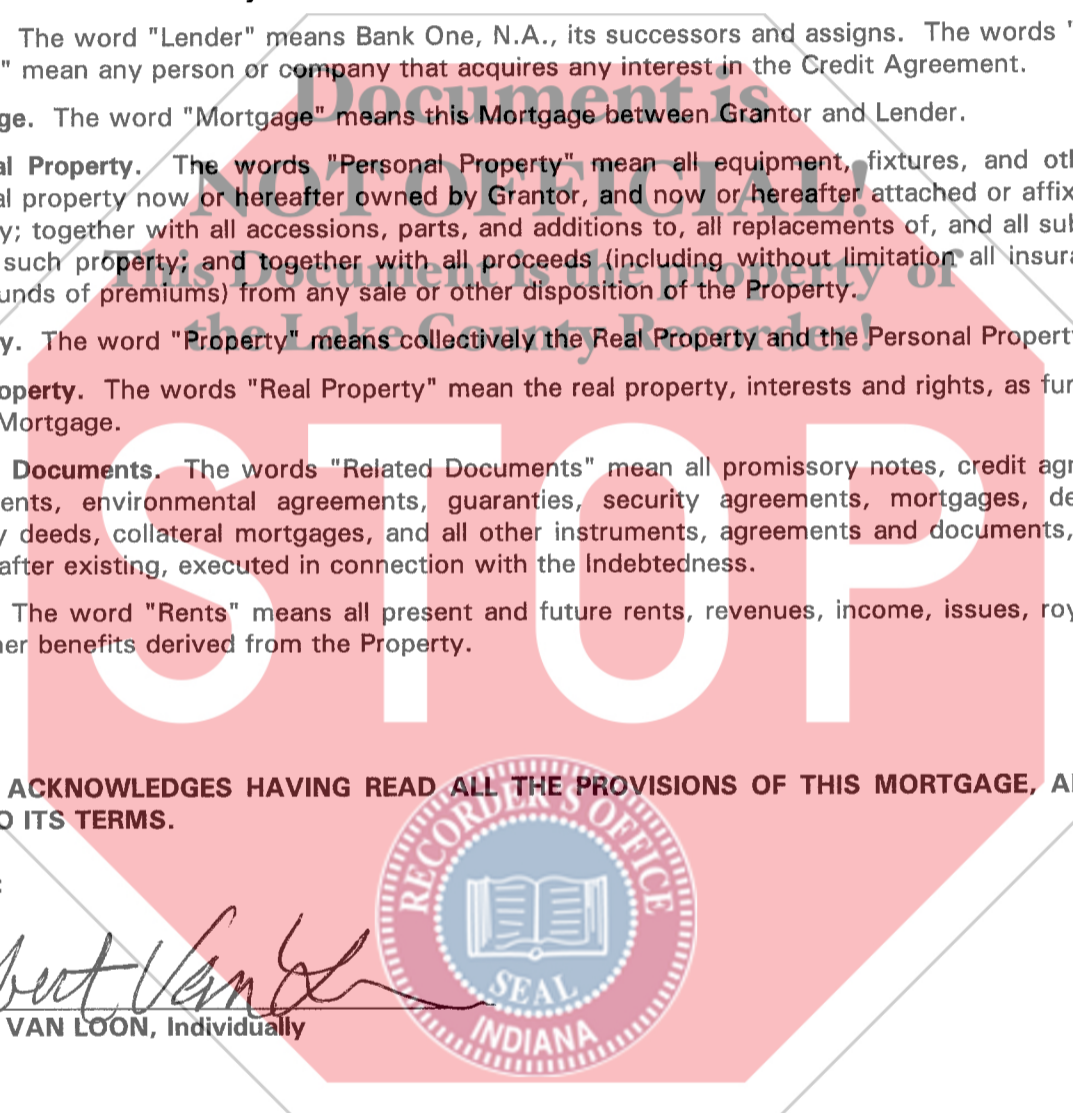 The word "Lender" means Bank One, N.A., its successors and assigns. The words "
" mean any person or company that acquires any interest in the Credit Agreement.
ge. The word "Mortgage" means this Mortgage between Grantor and Lender.
al Property. The words "Personal Property" mean all equipment, fixtures, and oth
al property now or hereafter owned by Grantor, and now or hereafter attached or affix
y; together with all accessions, parts, and additions to, all replacements of, and all sub
such property; and together with all proceeds (including without limitation all insura
unds of premiums) from any sale or other disposition of the Property.
y. The word "Property" means collectively the Real Property and the Personal Propert
operty. The words "Real Property" mean the real property, interests and rights, as fur
Mortgage.
Documents. The words "Related Documents" mean all promissory notes, credit agr
ents, environmental agreements, guaranties, security agreements, mortgages, de
y deeds, collateral mortgages, and all other instruments, agreements and documents,
after existing, executed in connection with the Indebtedness.
The word "Rents" means all present and future rents, revenues, income, issues, roy
er benefits derived from the Property.
ACKNOWLEDGES HAVING READ ALL THE PROVISIONS OF THIS MORTGAGE, A
O ITS TERMS.
:
bert Van Loon
VAN LOON, Individually
Document is
NOT OFFICIAL!
This Document is the property of
the Lake County Recorder!
STOP
RECORDER'S OFFICE
SEAL
INDIANA